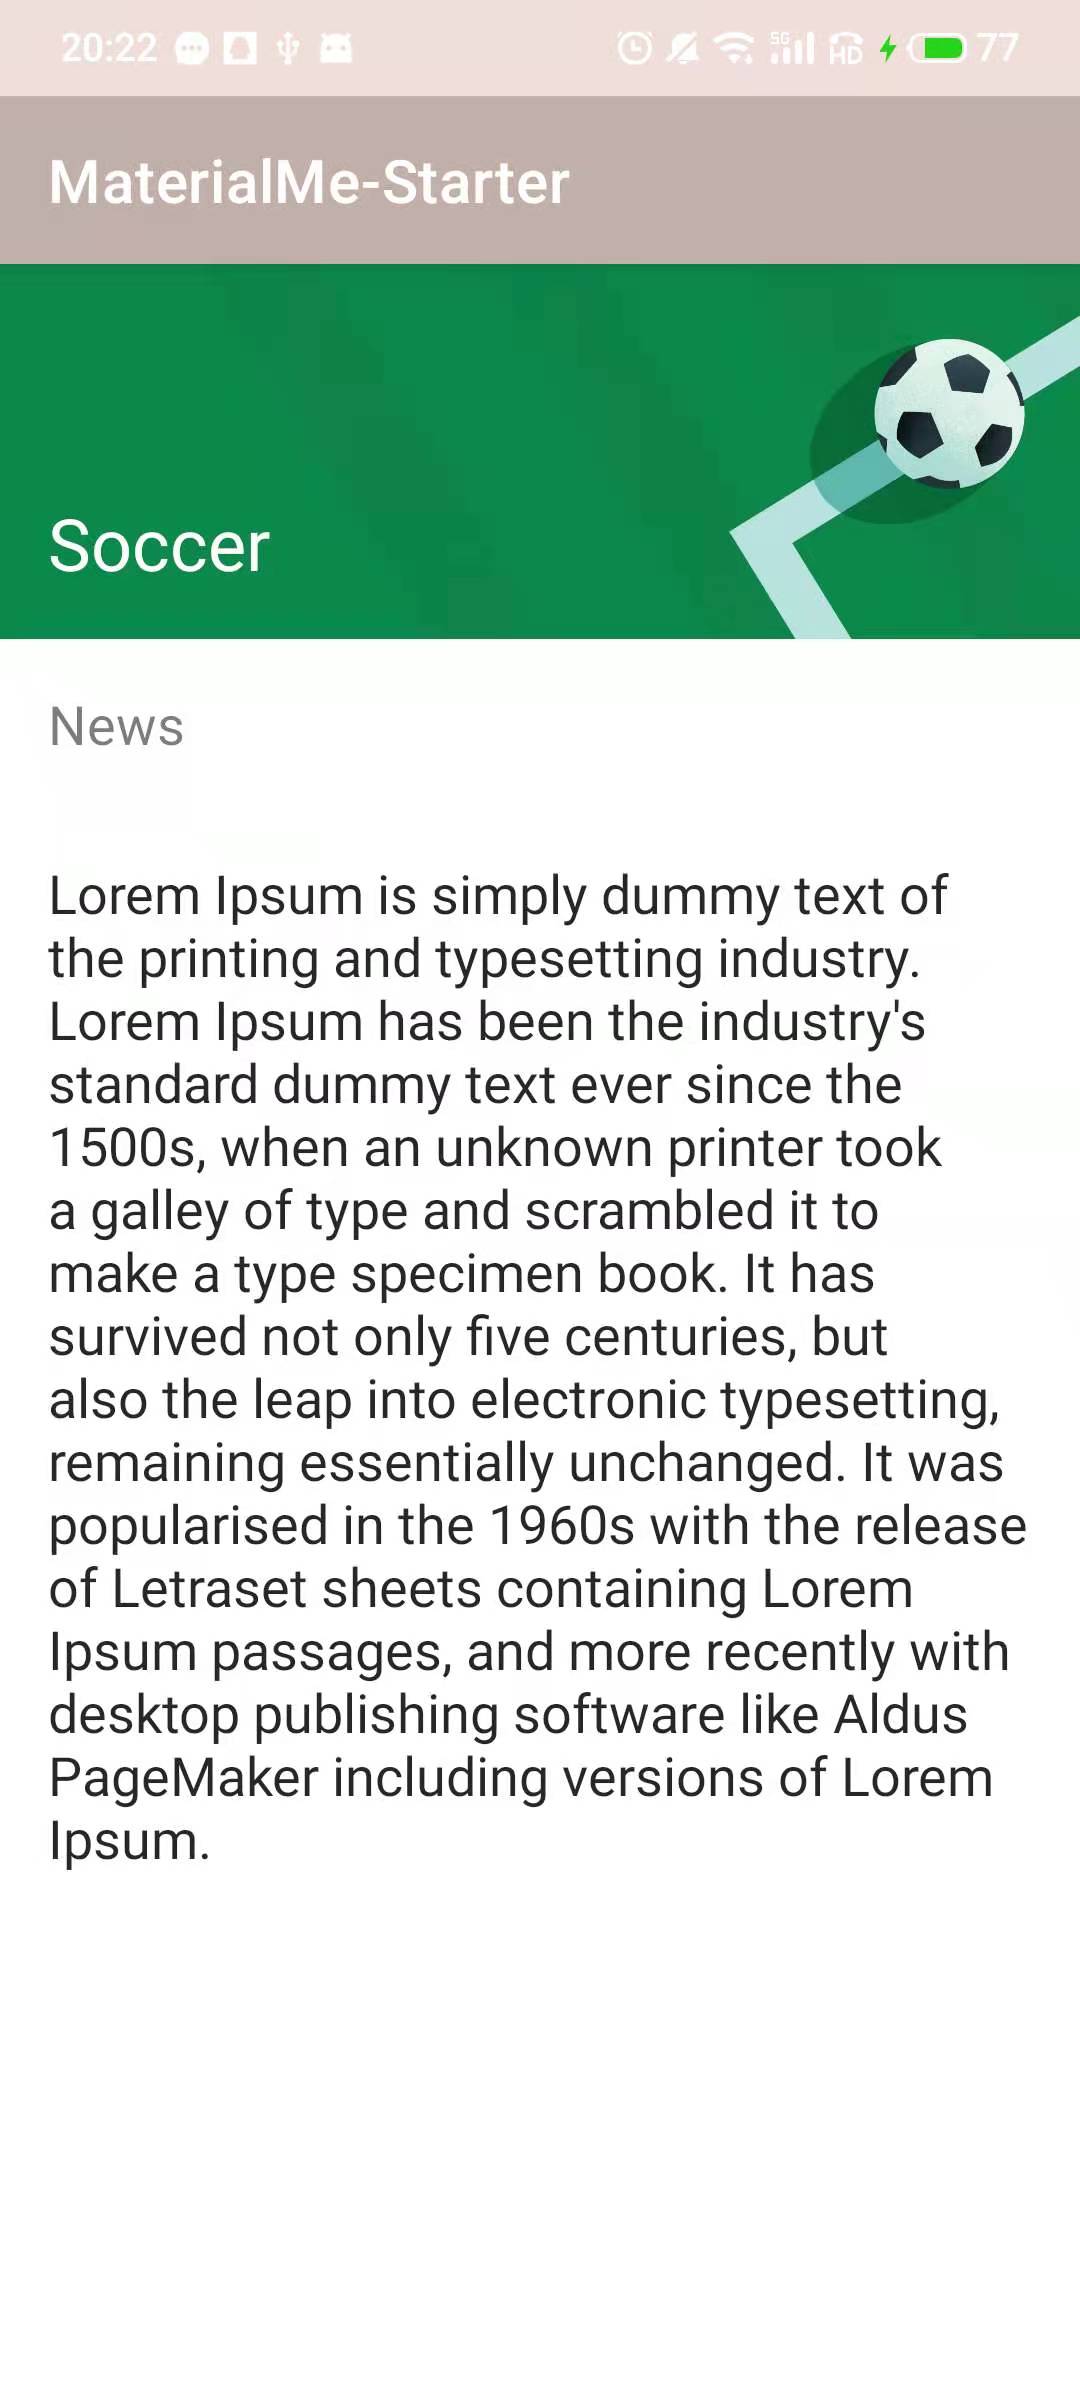 20:22 5G HD 77
MaterialMe-Starter
Soccer
News
Lorem Ipsum is simply dummy text of
the printing and typesetting industry.
Lorem Ipsum has been the industry's
standard dummy text ever since the
1500s, when an unknown printer took
a galley of type and scrambled it to
make a type specimen book. It has
survived not only five centuries, but
also the leap into electronic typesetting,
remaining essentially unchanged. It was
popularised in the 1960s with the release
of Letraset sheets containing Lorem
Ipsum passages, and more recently with
desktop publishing software like Aldus
PageMaker including versions of Lorem
Ipsum.